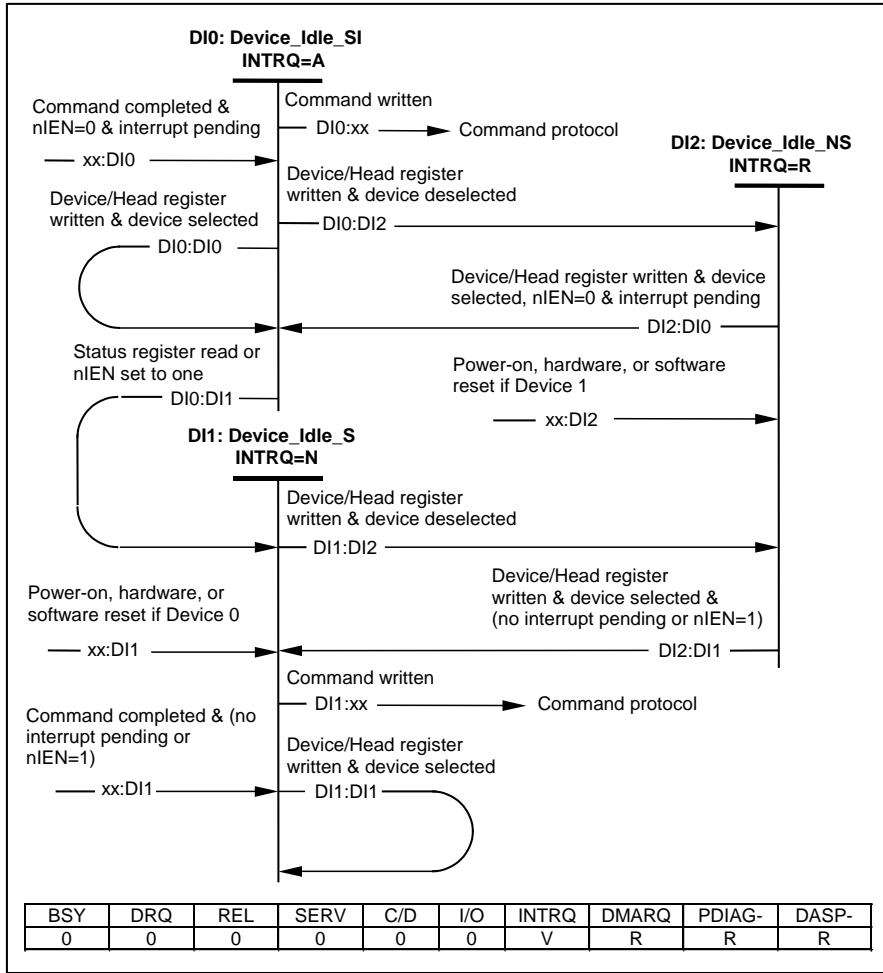 DI0: Device_Idle_SI
INTRQ=A
Command completed &
nIEN=0 & interrupt pending
xx:DI0
Command written
DI0:xx
Command protocol
DI2: Device_Idle_NS
INTRQ=R
Device/Head register
written & device deselected
DI0:DI2
Device/Head register
written & device selected
DI0:DI0
Device/Head register written & device
selected, nIEN=0 & interrupt pending
DI2:DI0
Status register read or
nIEN set to one
DI0:DI1
Power-on, hardware, or software
reset if Device 1
xx:DI2
DI1: Device_Idle_S
INTRQ=N
Device/Head register
written & device deselected
DI1:DI2
Power-on, hardware, or
software reset if Device 0
xx:DI1
Device/Head register
written & device selected &
(no interrupt pending or nIEN=1)
DI2:DI1
Command written
DI1:xx
Command protocol
Command completed & (no
interrupt pending or
nIEN=1)
xx:DI1
Device/Head register
written & device selected
DI1:DI1
BSY DRQ REL SERV C/D I/O INTRQ DMARQ PDIAG- DASP-
0 0 0 0 0 0 V R R R